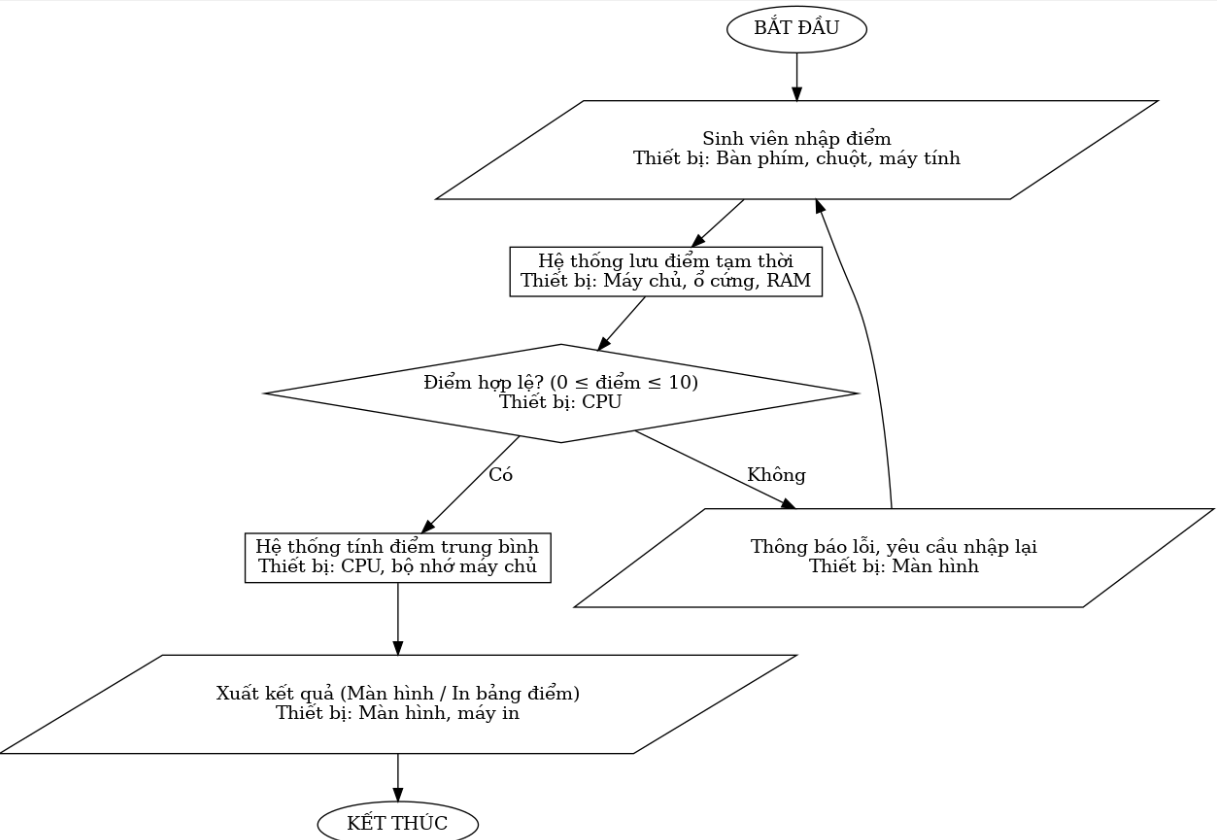 BẮT ĐẦU
Sinh viên nhập điểm
Thiết bị: Bàn phím, chuột, máy tính
Hệ thống lưu điểm tạm thời
Thiết bị: Máy chủ, ổ cứng, RAM
Điểm hợp lệ? (0 ≤ điểm ≤ 10)
Thiết bị: CPU
Có
Không
Hệ thống tính điểm trung bình
Thiết bị: CPU, bộ nhớ máy chủ
Thông báo lỗi, yêu cầu nhập lại
Thiết bị: Màn hình
Xuất kết quả (Màn hình / In bảng điểm)
Thiết bị: Màn hình, máy in
KẾT THÚC